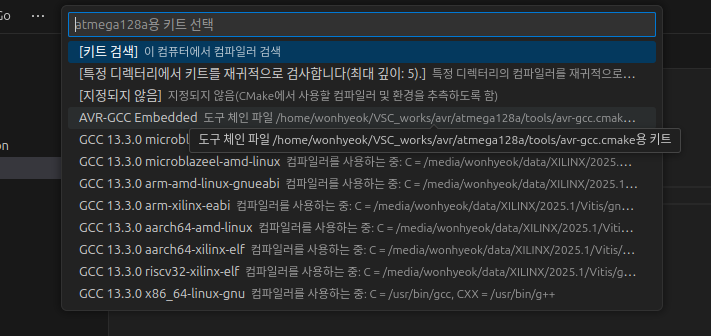 Go ...
atmega128a용 키트 선택
[키트 검색] 이 컴퓨터에서 컴파일러 검색
[특정 디렉터리에서 키트를 재귀적으로 검사합니다(최대 깊이: 5).] 특정 디렉터리의 컴파일러를 재귀적으로...
[지정되지 않음] 지정되지 않음(CMake에서 사용할 컴파일러 및 환경을 추측하도록 함)
AVR-GCC Embedded 도구 체인 파일 /home/wonhyeok/VSC_works/avr/atmega128a/tools/avr-gcc.cmak...
도구 체인 파일 /home/wonhyeok/VSC_works/avr/atmega128a/tools/avr-gcc.cmake용 키트
on
GCC 13.3.0 microbl
GCC 13.3.0 microblazeel-amd-linux 컴파일러를 사용하는 중: C = /media/wonhyeok/data/XILINX/2025....
GCC 13.3.0 arm-amd-linux-gnueabi 컴파일러를 사용하는 중: C = /media/wonhyeok/data/XILINX/2025.1...
GCC 13.3.0 arm-xilinx-eabi 컴파일러를 사용하는 중: C = /media/wonhyeok/data/XILINX/2025.1/Vitis/gn...
GCC 13.3.0 aarch64-amd-linux 컴파일러를 사용하는 중: C = /media/wonhyeok/data/XILINX/2025.1/Viti...
GCC 13.3.0 aarch64-xilinx-elf 컴파일러를 사용하는 중: C = /media/wonhyeok/data/XILINX/2025.1/Vitis/...
GCC 13.3.0 riscv32-xilinx-elf 컴파일러를 사용하는 중: C = /media/wonhyeok/data/XILINX/2025.1/Vitis/g...
GCC 13.3.0 x86_64-linux-gnu 컴파일러를 사용하는 중: C = /usr/bin/gcc, CXX = /usr/bin/g++